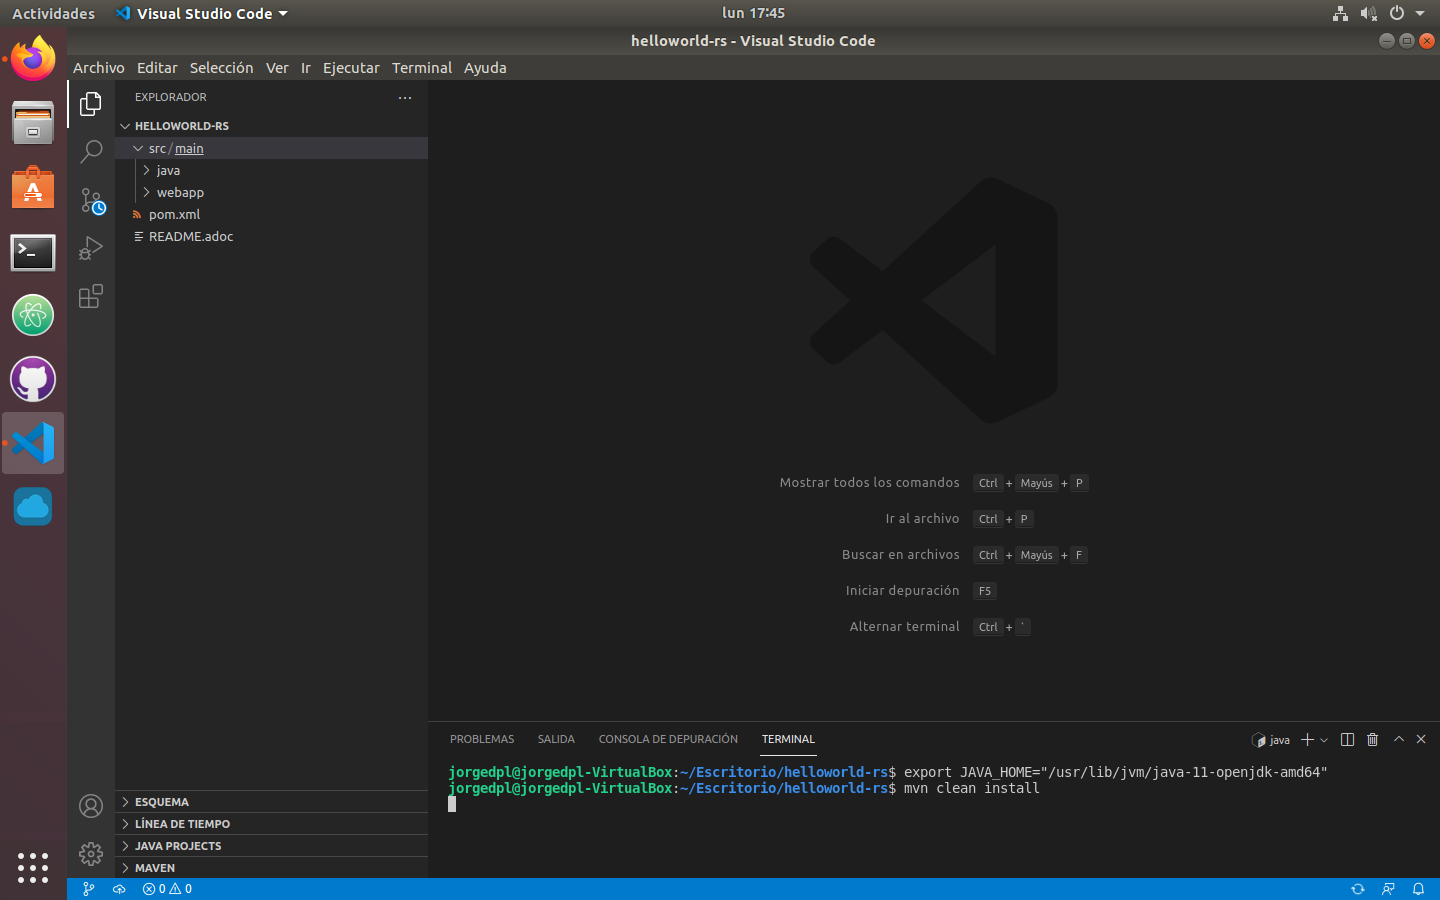 Actividades
Visual Studio Code
lun 17:45
helloworld-rs - Visual Studio Code
Archivo Editar Selección Ver Ir Ejecutar Terminal Ayuda
EXPLORADOR
HELLOWORLD-RS
src/main
java
webapp
pom.xml
README.adoc
Mostrar todos los comandos Ctrl + Mayús + P
Ir al archivo Ctrl + P
Buscar en archivos Ctrl + Mayús + F
Iniciar depuración F5
Alternar terminal Ctrl + `
PROBLEMAS SALIDA CONSOLA DE DEPURACIÓN TERMINAL
java
jorgedpl@jorgedpl-VirtualBox:~/Escritorio/helloworld-rs$ export JAVA_HOME="/usr/lib/jvm/java-11-openjdk-amd64"
jorgedpl@jorgedpl-VirtualBox:~/Escritorio/helloworld-rs$ mvn clean install
ESQUEMA
LÍNEA DE TIEMPO
JAVA PROJECTS
MAVEN
0 0